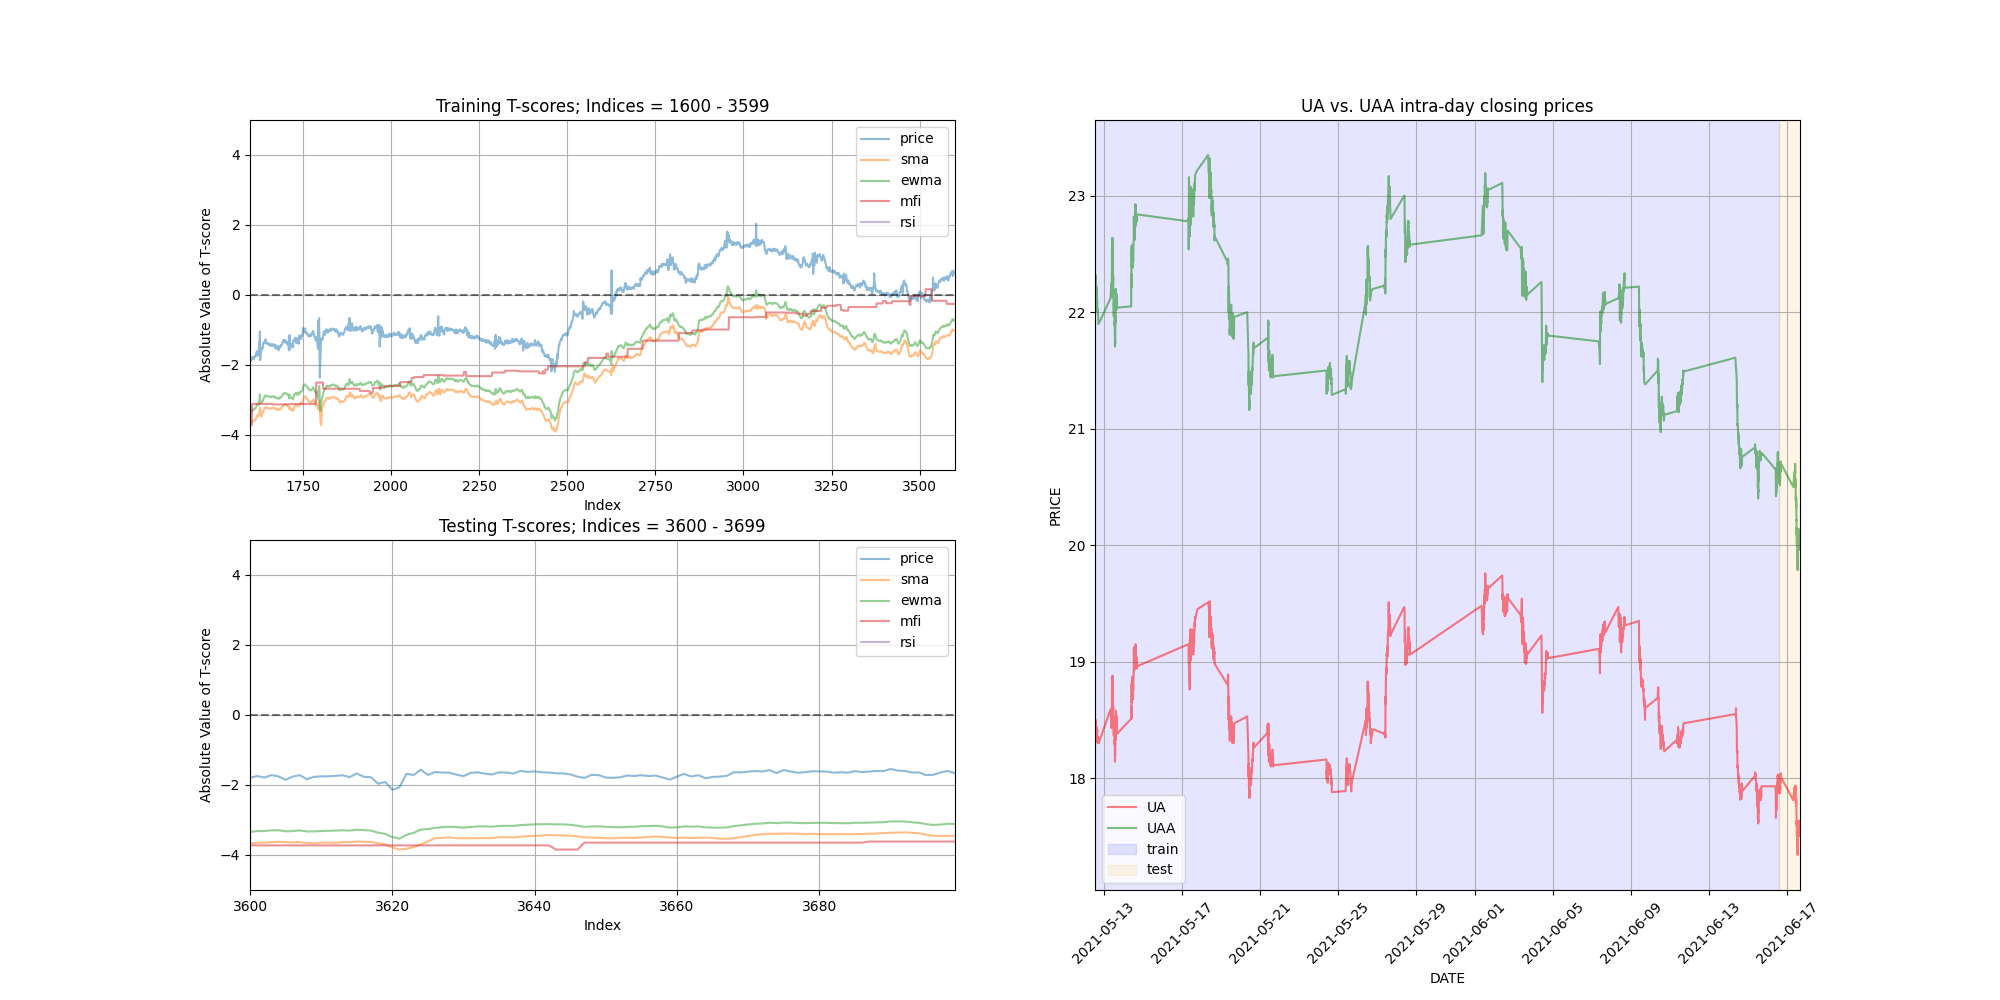 Training T-scores; Indices = 1600 - 3599
Absolute Value of T-score
4
2
0
−2
−4
price
sma
ewma
mfi
rsi
1750 2000 2250 2500 2750 3000 3250 3500
Index
Testing T-scores; Indices = 3600 - 3699
Absolute Value of T-score
4
2
0
−2
−4
price
sma
ewma
mfi
rsi
3600 3620 3640 3660 3680
Index
UA vs. UAA intra-day closing prices
PRICE
23
22
21
20
19
18
UA
UAA
train
test
2021-05-13 2021-05-17 2021-05-21 2021-05-25 2021-05-29 2021-06-01 2021-06-05 2021-06-09 2021-06-13 2021-06-17
DATE